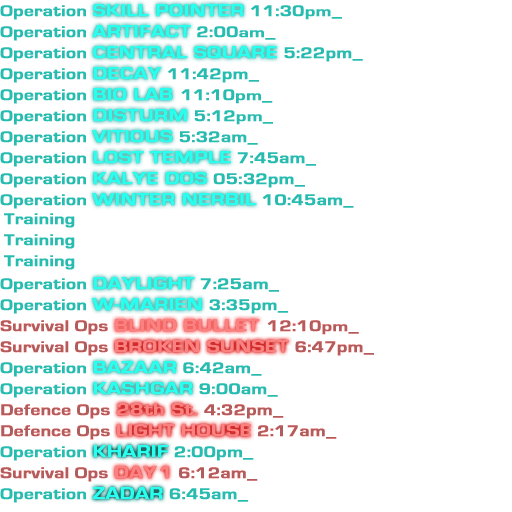 Operation SKILL POINTER 11:30pm_
Operation ARTIFACT 2:00am_
Operation CENTRAL SQUARE 5:22pm_
Operation DECAY 11:42pm_
Operation BIO LAB 11:10pm_
Operation DISTURM 5:12pm_
Operation VITIOUS 5:32am_
Operation LOST TEMPLE 7:45am_
Operation KALYE DOS 05:32pm_
Operation WINTER NERBIL 10:45am_
Training
Training
Training
Operation DAYLIGHT 7:25am_
Operation W-MARIEN 3:35pm_
Survival Ops BLIND BULLET 12:10pm_
Survival Ops BROKEN SUNSET 6:47pm_
Operation BAZAAR 6:42am_
Operation KASHGAR 9:00am_
Defence Ops 28th St. 4:32pm_
Defence Ops LIGHT HOUSE 2:17am_
Operation KHARIF 2:00pm_
Survival Ops DAY 1 6:12am_
Operation ZADAR 6:45am_